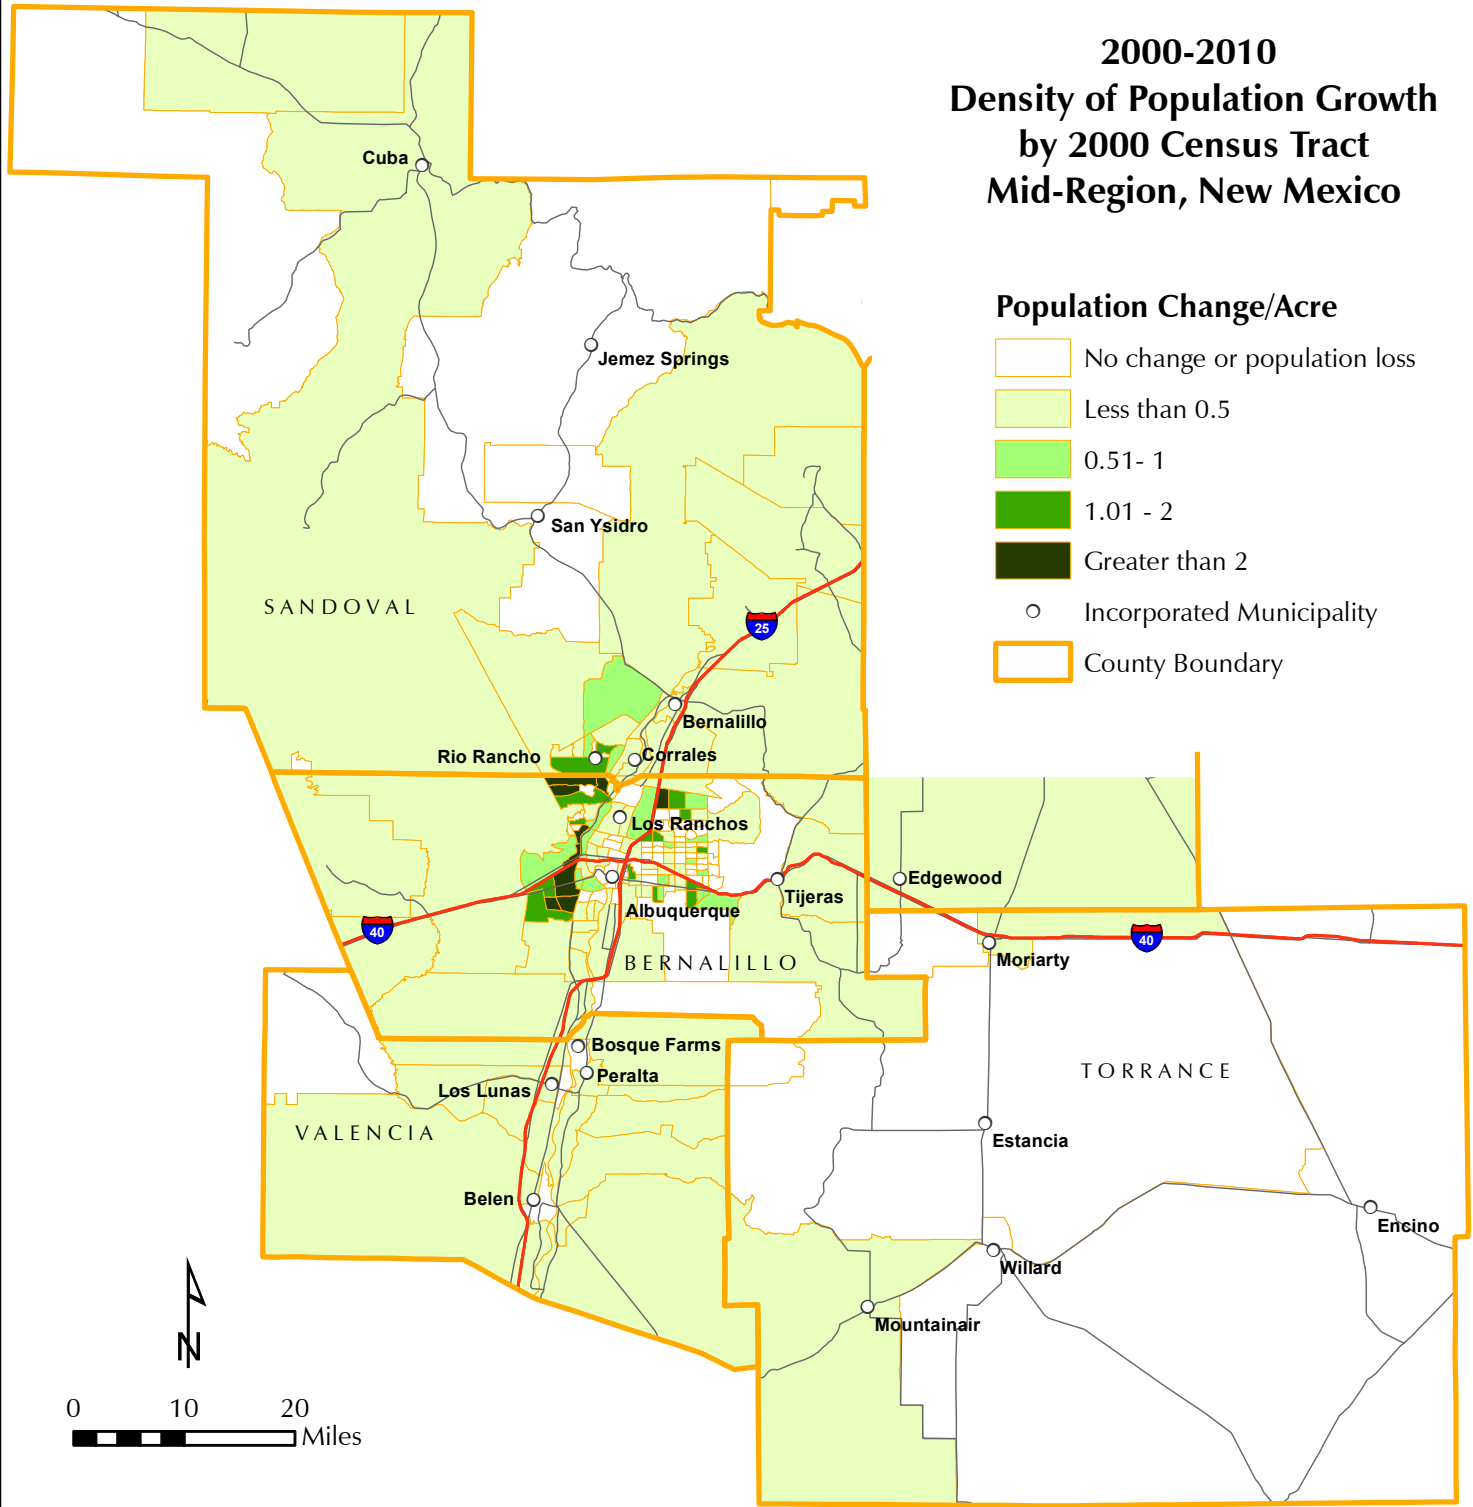 2000-2010
Density of Population Growth
by 2000 Census Tract
Mid-Region, New Mexico
Population Change/Acre
No change or population loss
Less than 0.5
0.51- 1
1.01 - 2
Greater than 2
Incorporated Municipality
County Boundary
Cuba
Jemez Springs
San Ysidro
SANDOVAL
25
Bernalillo
Rio Rancho
Corrales
Los Ranchos
Edgewood
Tijeras
Albuquerque
40
40
BERNALILLO
Moriarty
Bosque Farms
Peralta
TORRANCE
Los Lunas
VALENCIA
Estancia
Belen
Encino
Willard
Mountainair
N
0 10 20
Miles